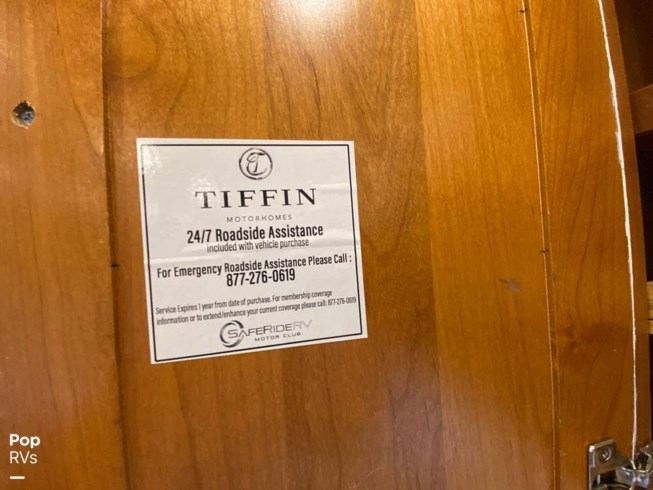 TIFFIN
MOTORHOMES
24/7 Roadside Assistance
included with vehicle purchase
For Emergency Roadside Assistance Please Call :
877-276-0619
Service Expires 1 year from date of purchase. For membership coverage
information or to extend/enhance your current coverage please call: 877-276-0619
SAFERIDERV
MOTOR CLUB
Pop
RVs